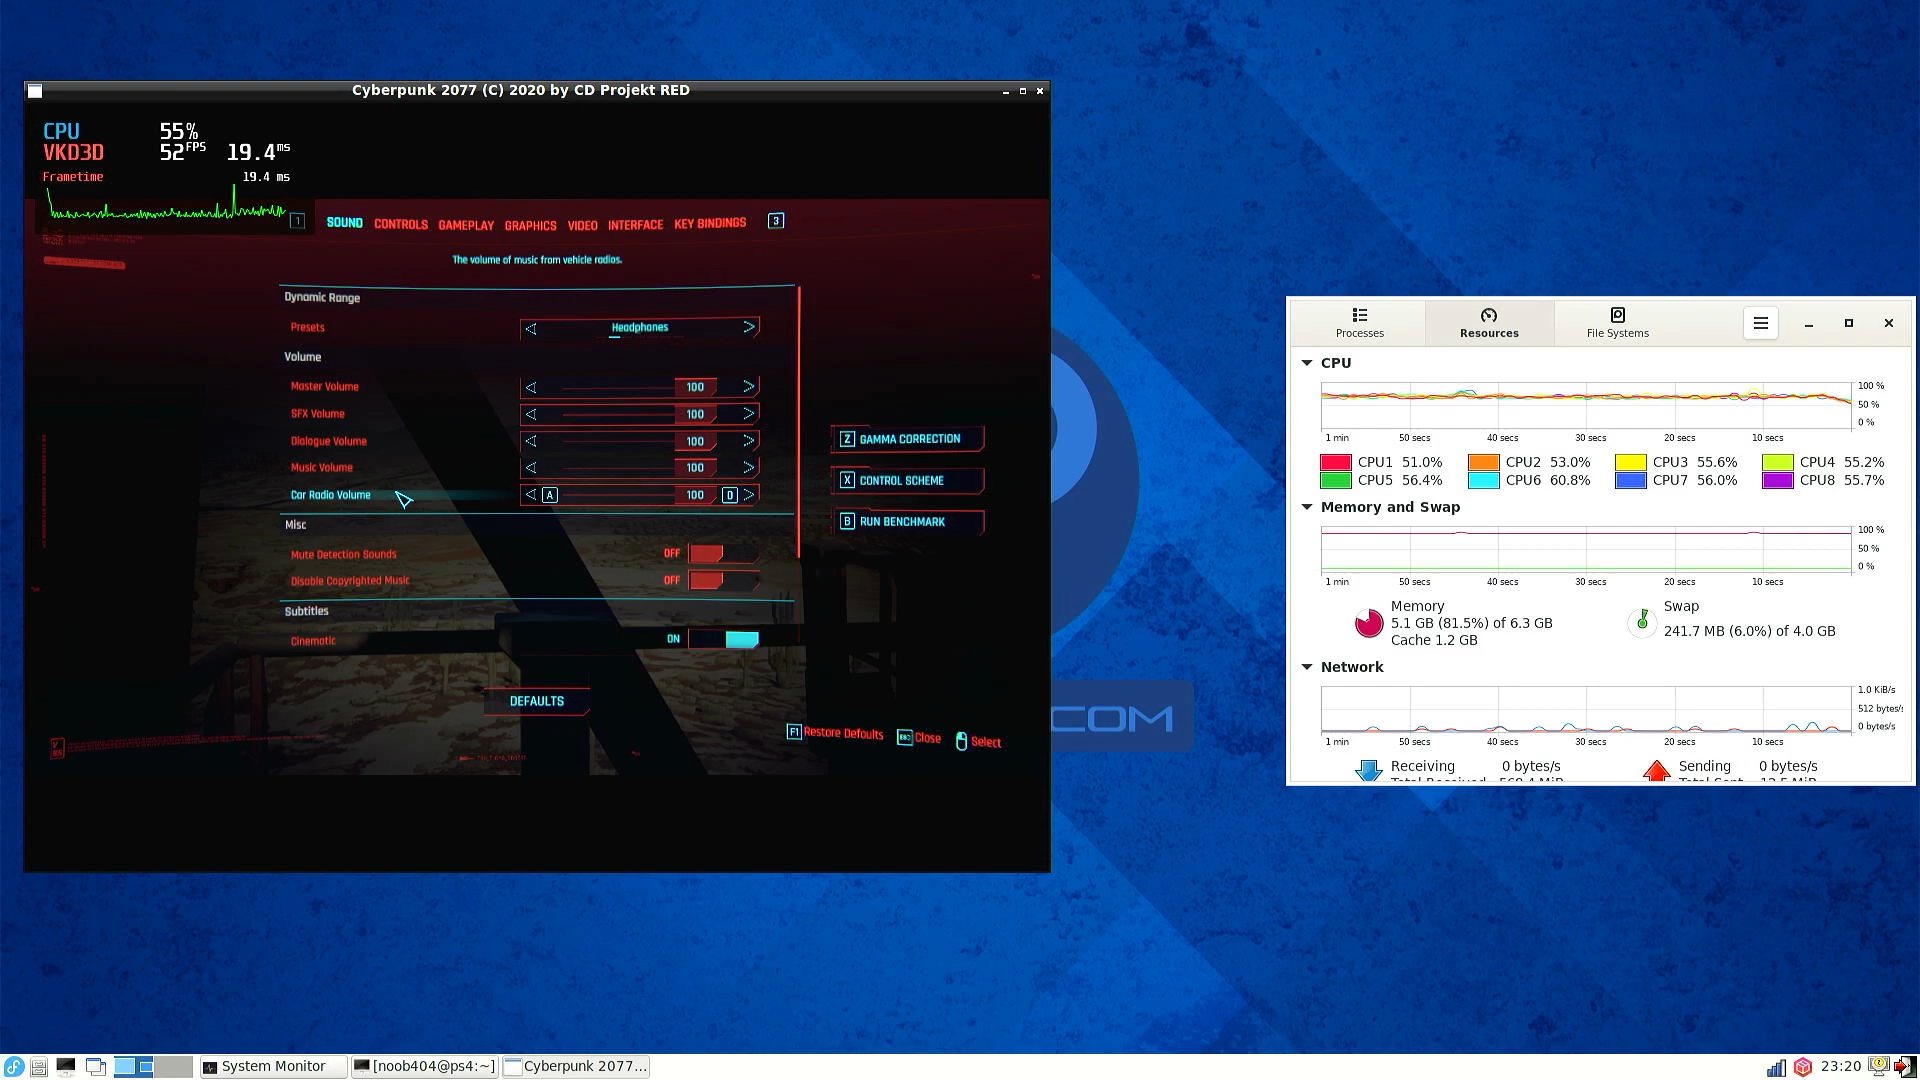 Cyberpunk 2077 (C) 2020 by CD Projekt RED
CPU 55%
VKD3D 52FPS 19.4ms
Frametime 19.4 ms
1 SOUND CONTROLS GAMEPLAY GRAPHICS VIDEO INTERFACE KEY BINDINGS 3
The volume of music from vehicle radios.
Dynamic Range
Presets Headphones
Volume
Master Volume 100
SFX Volume 100
Dialogue Volume 100
Music Volume 100
Car Radio Volume A 100 D
Misc
Mute Detection Sounds OFF
Disable Copyrighted Music OFF
Subtitles
Cinematic ON
DEFAULTS
Z GAMMA CORRECTION
X CONTROL SCHEME
B RUN BENCHMARK
F1 Restore Defaults ESC Close Select
COM
Processes Resources File Systems
CPU
100 %
50 %
0 %
1 min 50 secs 40 secs 30 secs 20 secs 10 secs
CPU1 51.0% CPU2 53.0% CPU3 55.6% CPU4 55.2%
CPU5 56.4% CPU6 60.8% CPU7 56.0% CPU8 55.7%
Memory and Swap
100 %
50 %
0 %
1 min 50 secs 40 secs 30 secs 20 secs 10 secs
Memory
5.1 GB (81.5%) of 6.3 GB
Cache 1.2 GB
Swap
241.7 MB (6.0%) of 4.0 GB
Network
1.0 KiB/s
512 bytes/s
0 bytes/s
1 min 50 secs 40 secs 30 secs 20 secs 10 secs
Receiving 0 bytes/s Sending 0 bytes/s
System Monitor [noob404@ps4:~] Cyberpunk 2077... 23:20